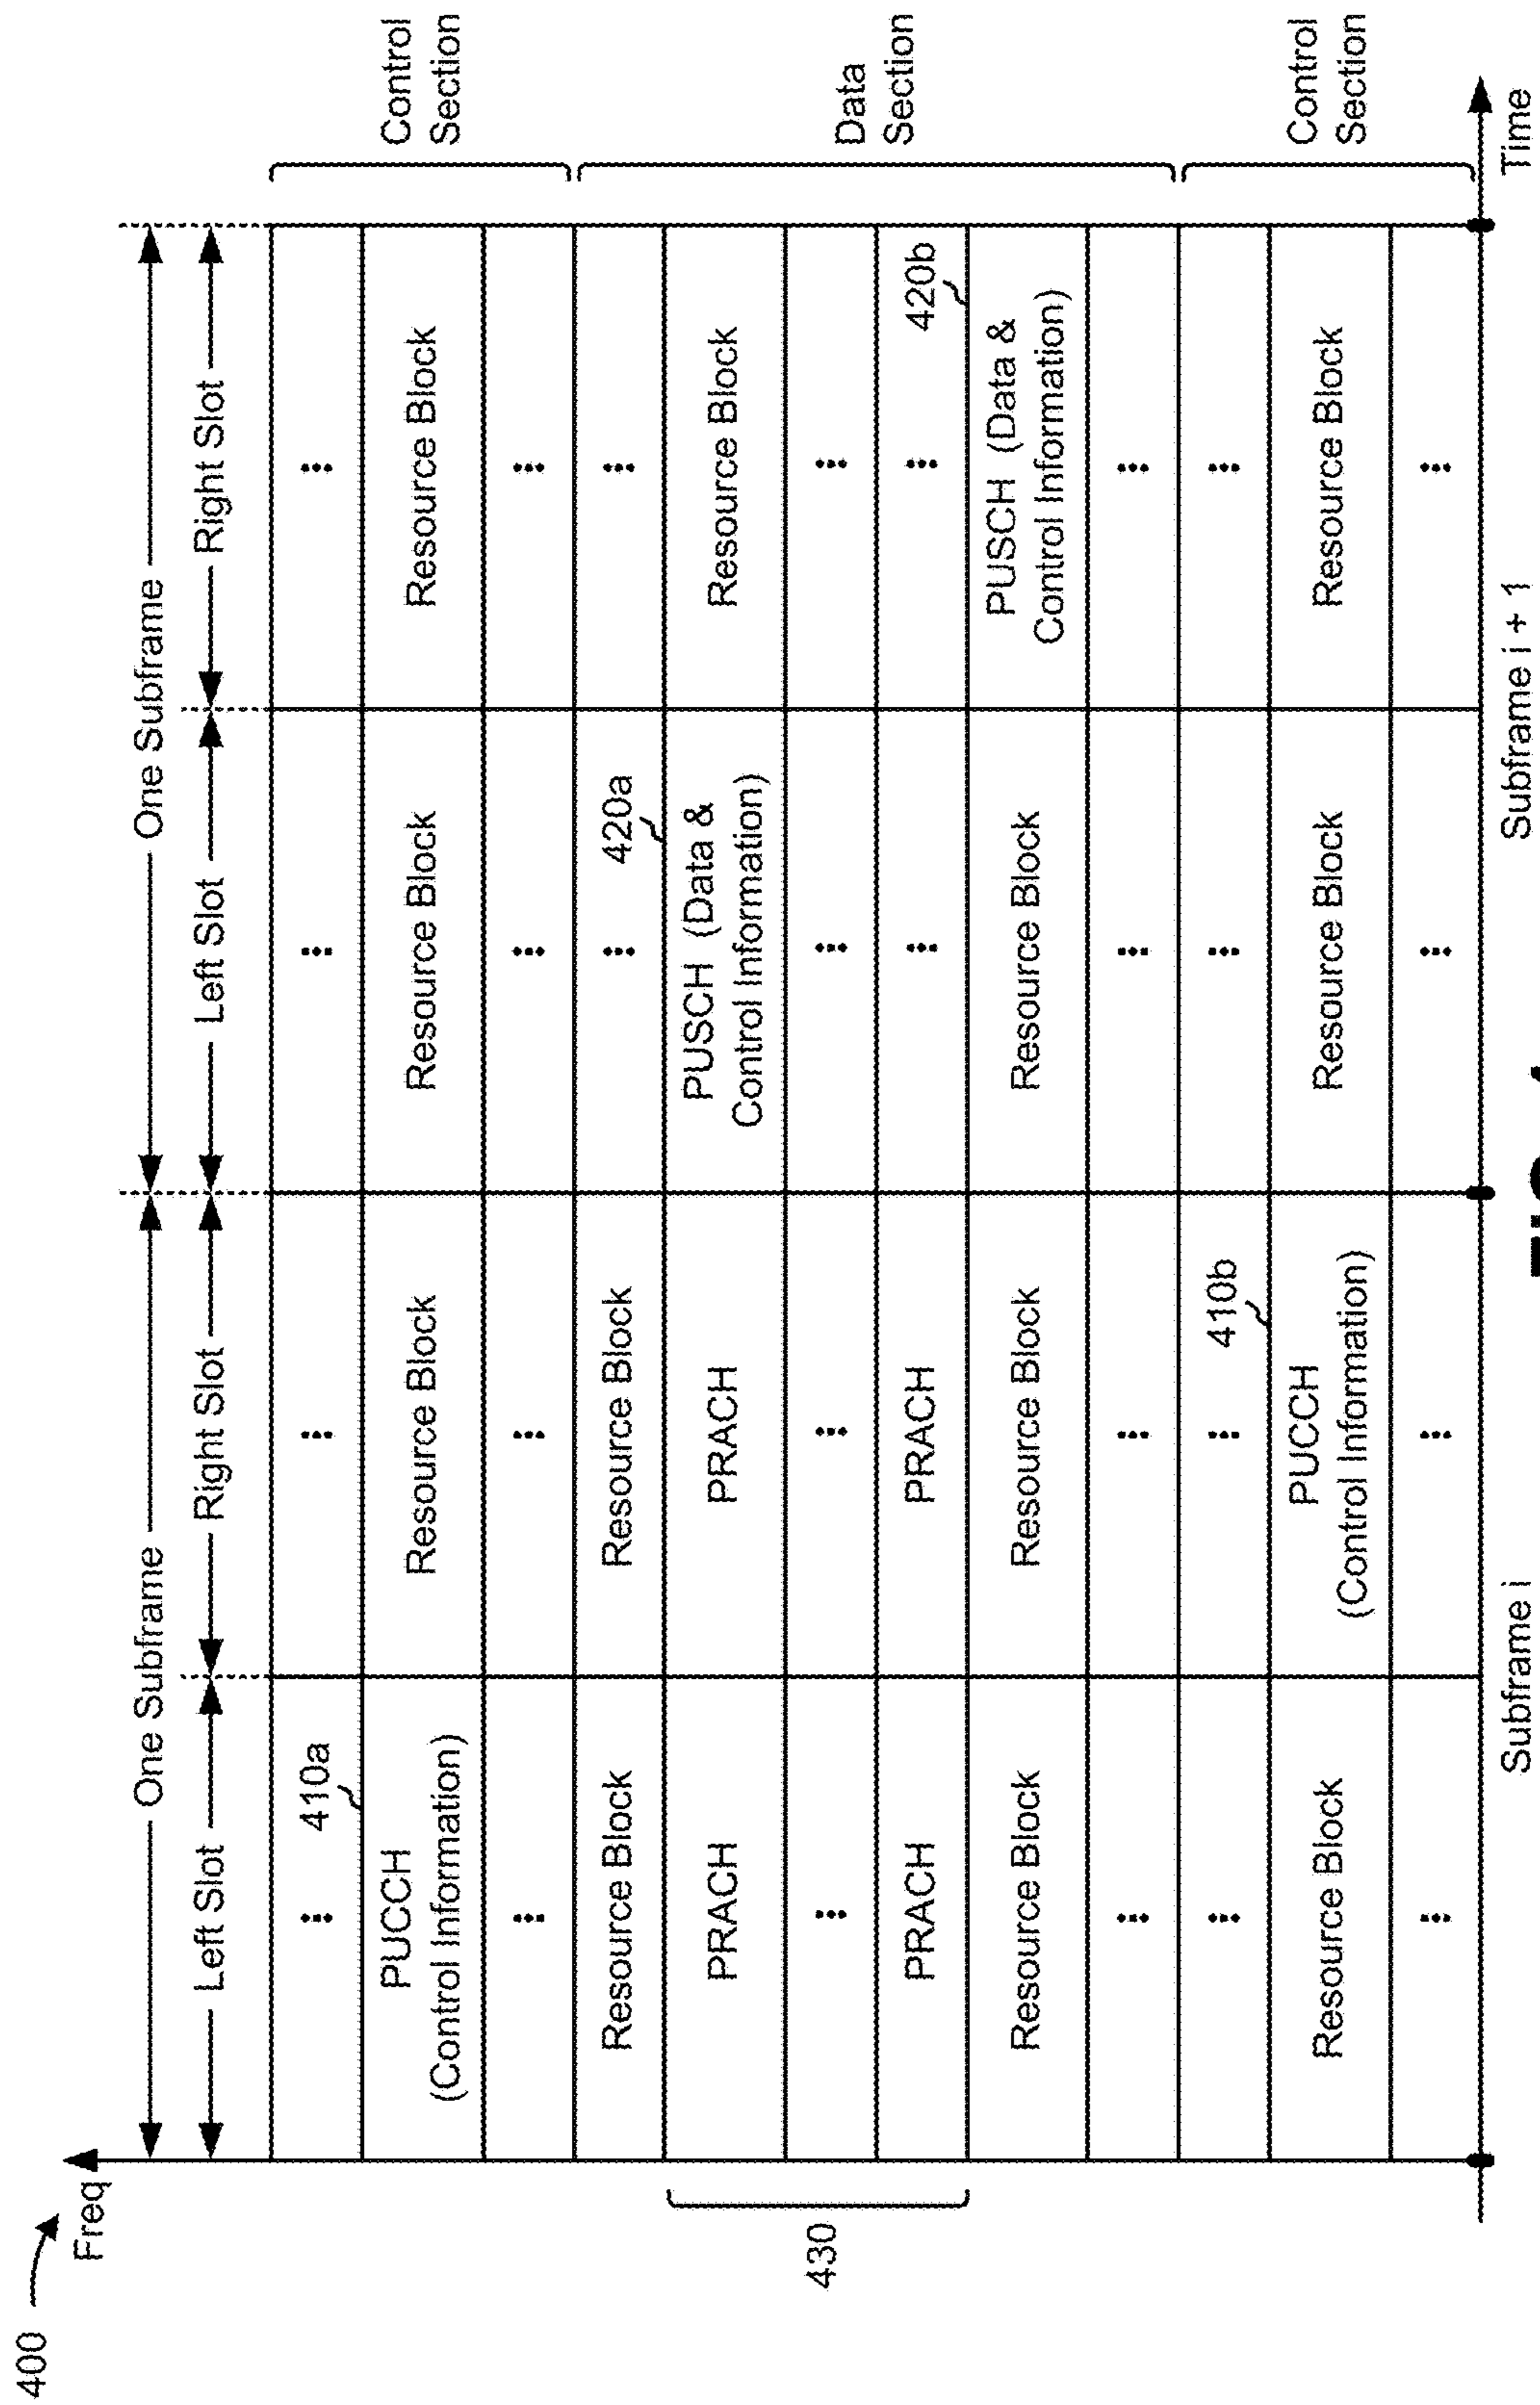 400
Freq
One Subframe
One Subframe
Left Slot
Right Slot
Left Slot
Right Slot
410a
PUCCH
(Control Information)
Resource Block
Resource Block
Resource Block
Control
Section
420a
Resource Block
Resource Block
430
PRACH
PRACH
PUSCH (Data &
Control Information)
Resource Block
Data
Section
PRACH
PRACH
420b
Resource Block
Resource Block
Resource Block
PUSCH (Data &
Control Information)
410b
Resource Block
PUCCH
(Control Information)
Resource Block
Resource Block
Control
Section
Subframe i
Subframe i + 1
Time